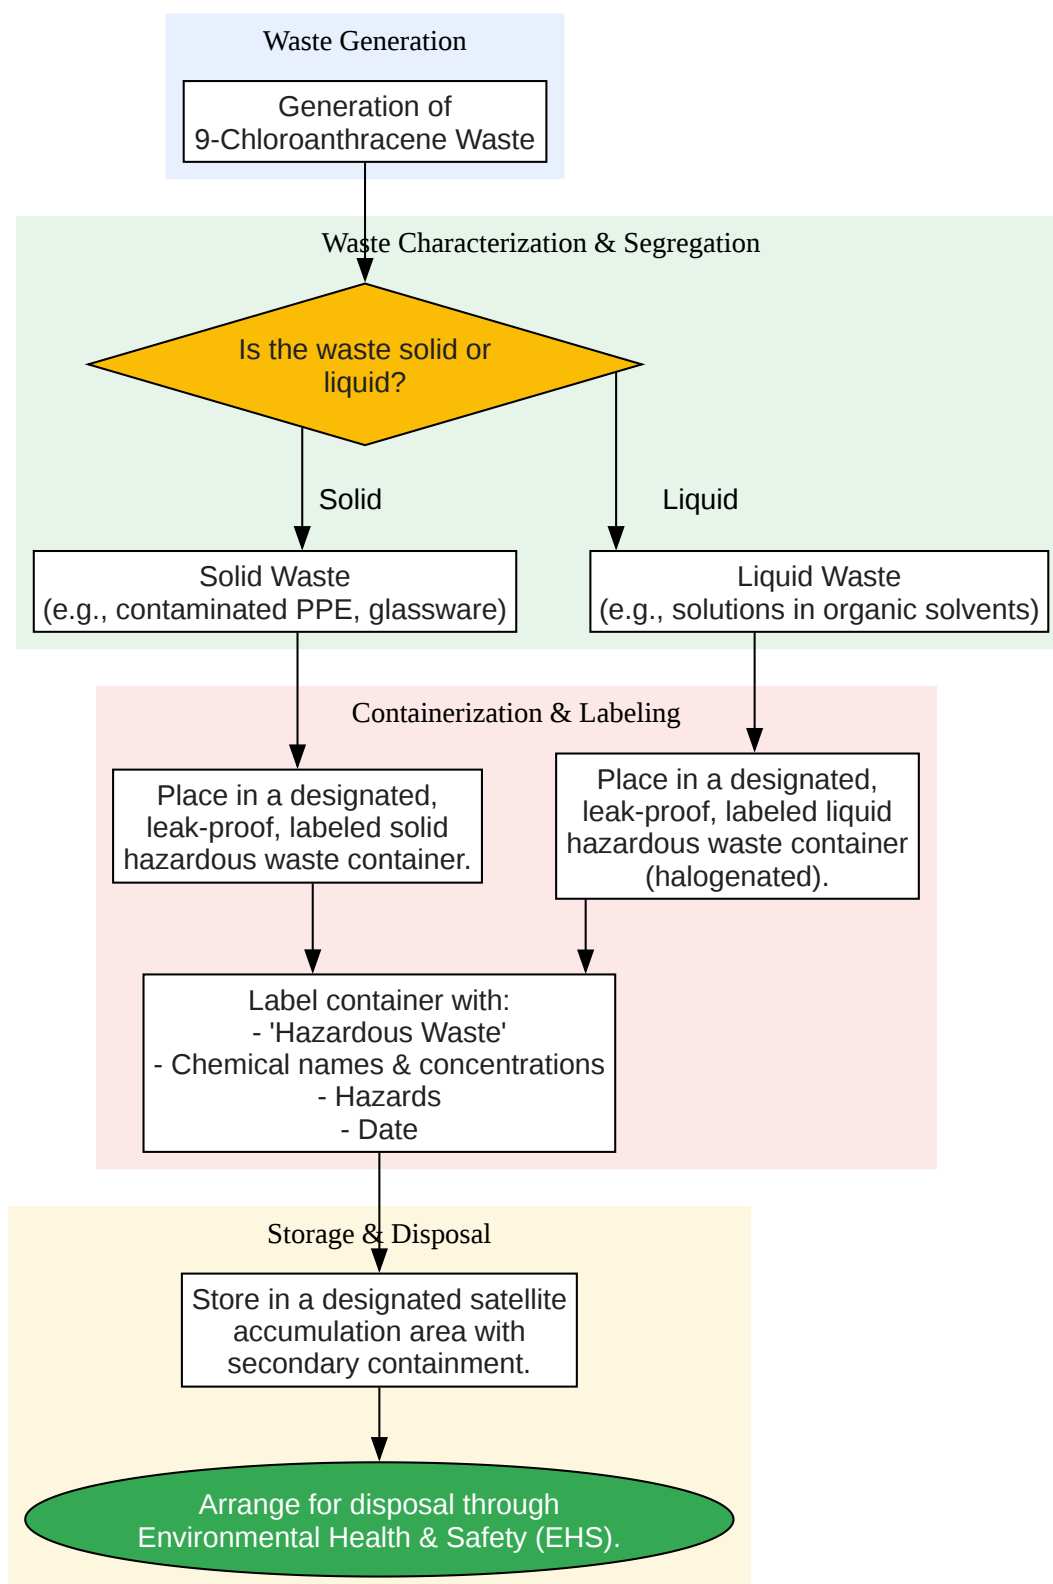 Waste Generation
Generation of
9-Chloroanthracene Waste
Waste Characterization & Segregation
Is the waste solid or
liquid?
Solid
Liquid
Solid Waste
(e.g., contaminated PPE, glassware)
Liquid Waste
(e.g., solutions in organic solvents)
Containerization & Labeling
Place in a designated,
leak-proof, labeled solid
hazardous waste container.
Place in a designated,
leak-proof, labeled liquid
hazardous waste container
(halogenated).
Label container with:
- 'Hazardous Waste'
- Chemical names & concentrations
- Hazards
- Date
Storage & Disposal
Store in a designated satellite
accumulation area with
secondary containment.
Arrange for disposal through
Environmental Health & Safety (EHS).